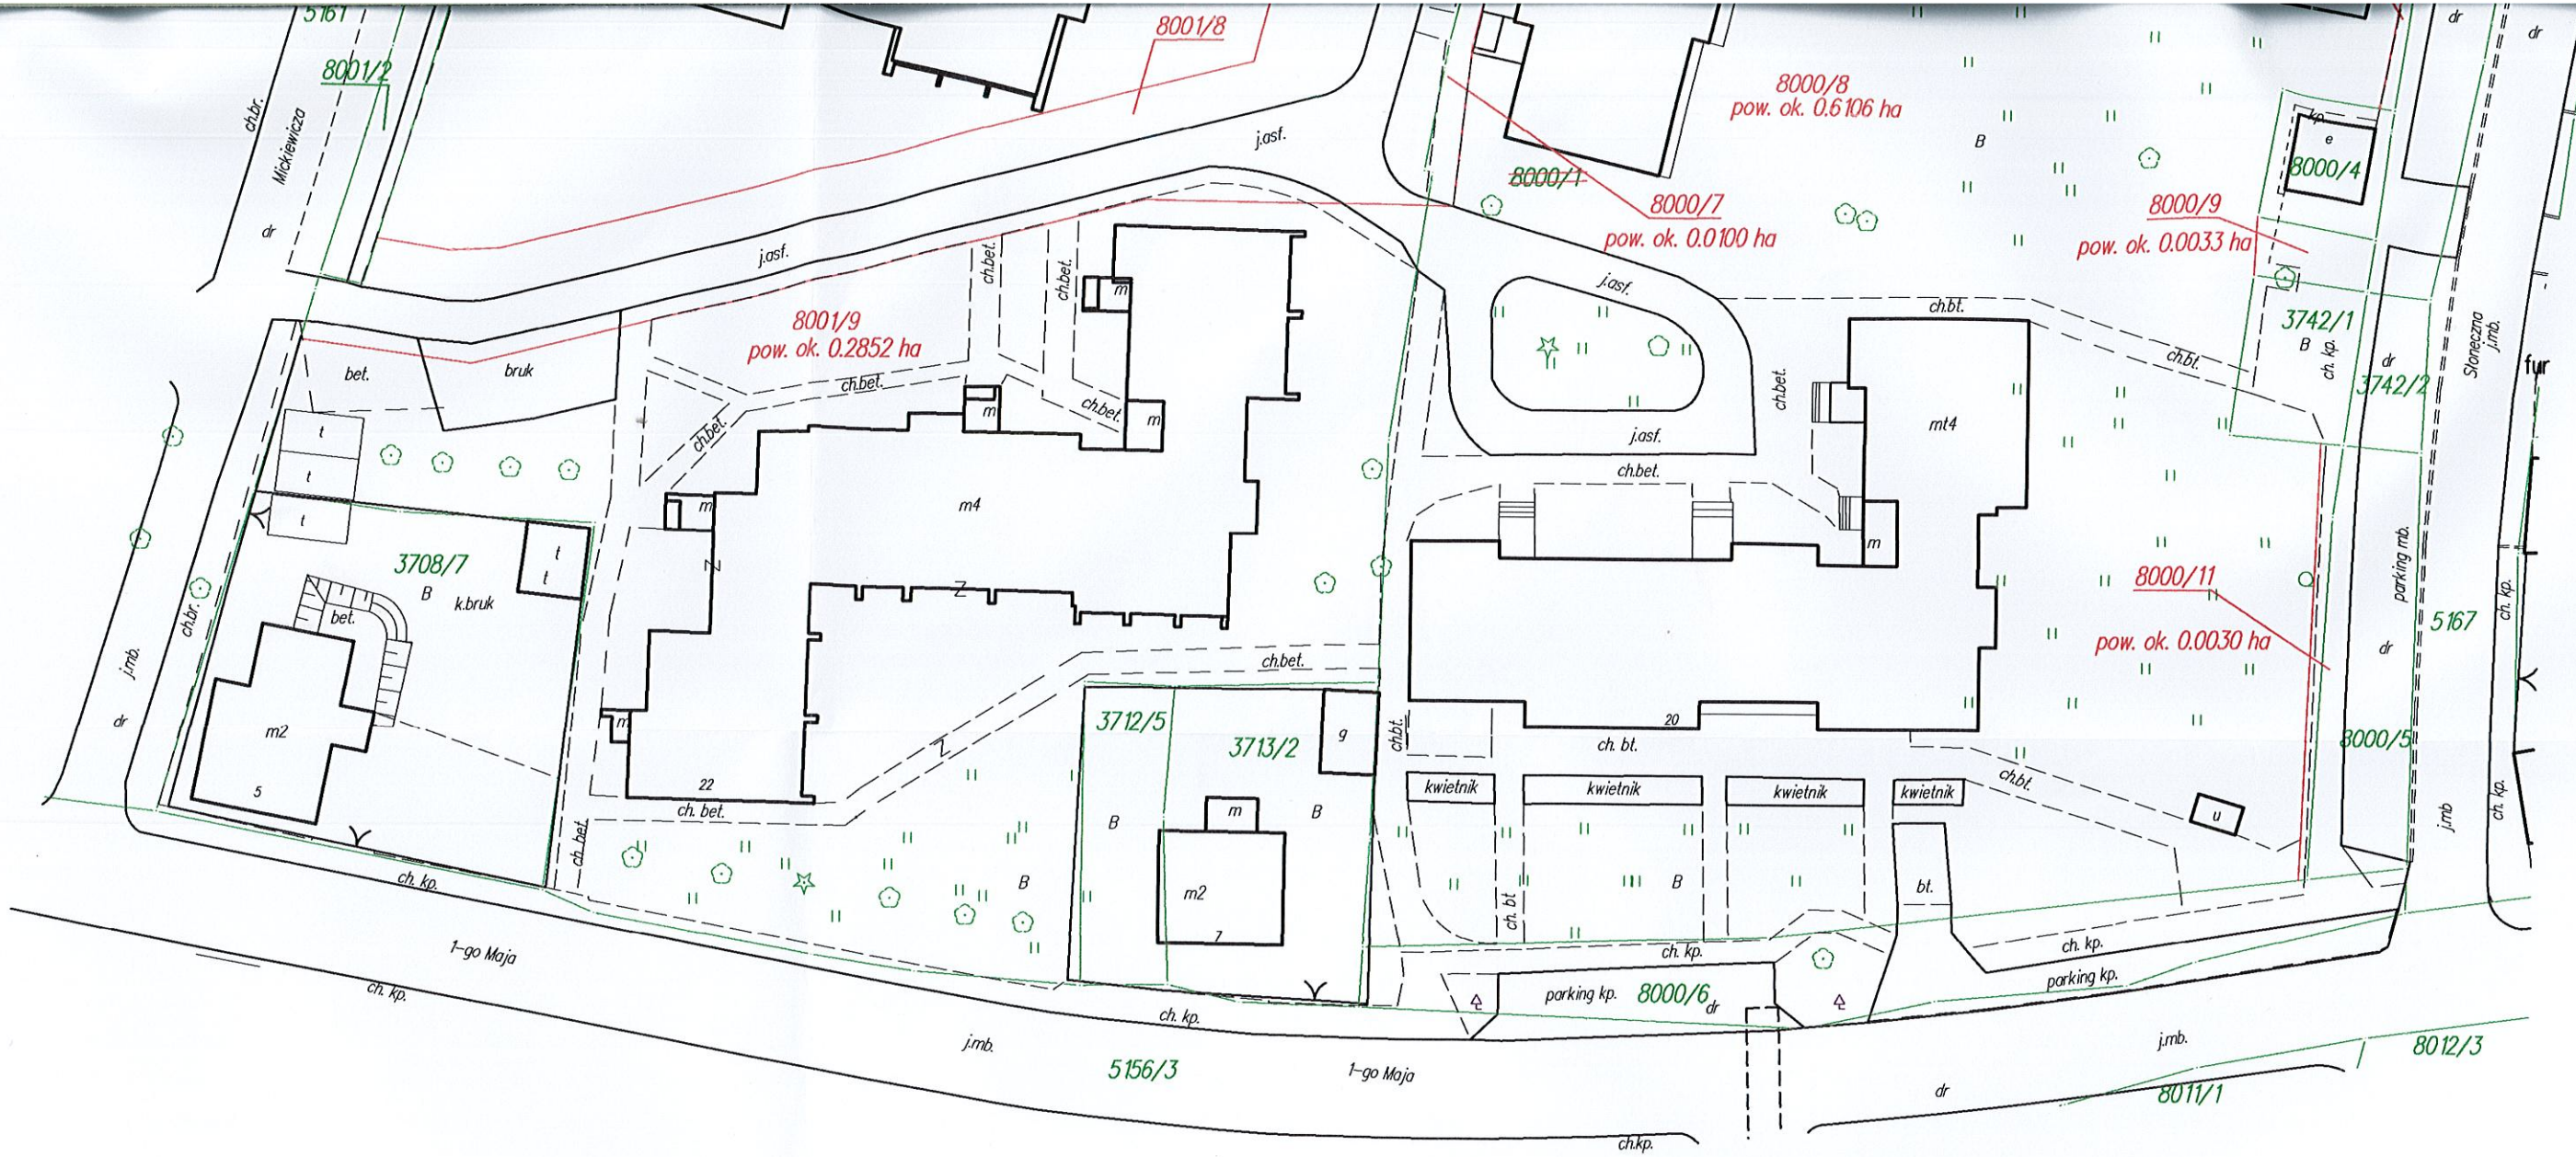 5161
8001/2
ch.br.
Mickiewicza
dr
8001/8
j.asf.
j.asf.
8000/8
pow. ok. 0.6106 ha
B
8000/1
8000/7
pow. ok. 0.0100 ha
8000/9
pow. ok. 0.0033 ha
kp.
e
8000/4
dr
dr
3742/1
B
ch. kp.
dr
3742/2
Słoneczna
j.mb.
fur
8001/9
pow. ok. 0.2852 ha
ch.bet.
ch.bet.
m
bet.
bruk
ch.bet.
ch.bet.
ch.bet.
m
m
j.asf.
j.asf.
ch.bet.
ch.bet.
ch.bt.
ch.bt.
mt4
t
t
t
m
m4
m
3708/7
B
k.bruk
t
t
bet.
ch.br.
j.mb.
dr
m2
5
m
22
ch. bet.
ch. bet.
ch.bet.
3712/5
3713/2
g
B
m
B
m2
7
B
ch.bt.
20
ch. bt.
kwietnik
kwietnik
kwietnik
kwietnik
ch.bt.
u
8000/11
pow. ok. 0.0030 ha
parking mb.
dr
5167
8000/5
ch. kp.
ch. kp.
j.mb
B
ch. bt
bt.
ch. kp.
1-go Maja
ch. kp.
ch. kp.
j.mb.
5156/3
1-go Maja
ch. kp.
parking kp.
8000/6
dr
ch. kp.
parking kp.
j.mb.
8012/3
dr
8011/1
ch.kp.